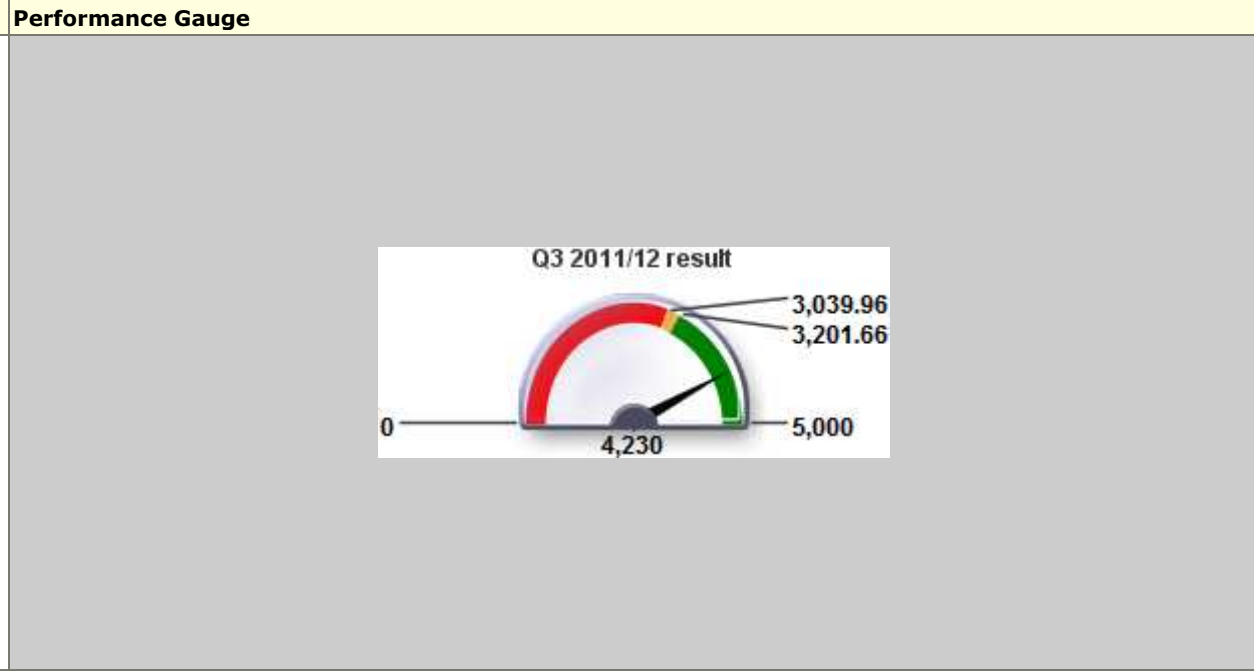 Performance Gauge
Q3 2011/12 result
3,039.96
3,201.66
0
5,000
4,230